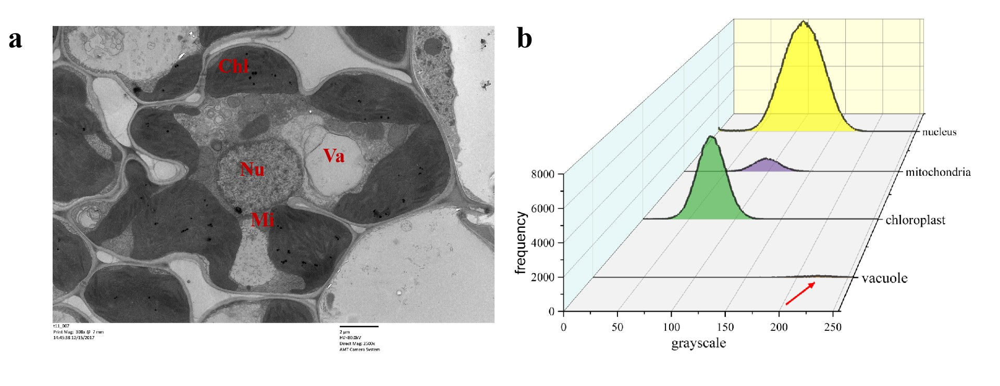 a
Chl
Nu
Va
Mi
t11_007
Print Mag: 308x @ 7 mm
14:45:38 12/15/2017
2 µm
HV=80.0kV
Direct Mag: 2500x
AMT Camera System
b
nucleus
mitochondria
chloroplast
vacuole
8000
6000
4000
2000
0
frequency
0 50 100 150 200 250
grayscale